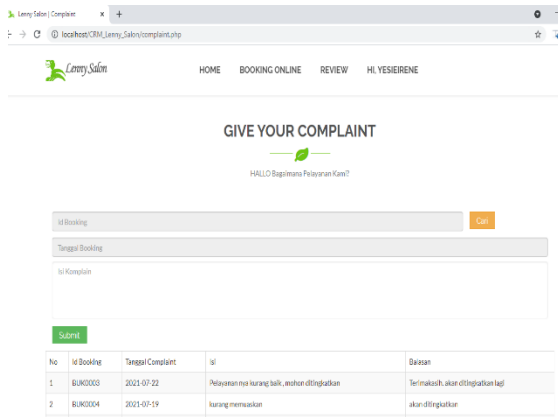 Lenny Salon | Complaint
localhost/CRM_Lenny_Salon/complaint.php
Lenny Salon
HOME BOOKING ONLINE REVIEW HI, YESIEIRENE
GIVE YOUR COMPLAINT
HALLO Bagaimana Pelayanan Kami?
Id Booking Cari
Tanggal Booking
Isi Komplain
Submit
No Id Booking Tanggal Complaint Isi Balasan
1 BUK0003 2021-07-22 Pelayanan nya kurang baik , mohon ditingkatkan Terimakasih. akan ditingkatkan lagi
2 BUK0004 2021-07-19 kurang memuaskan akan ditingkatkan